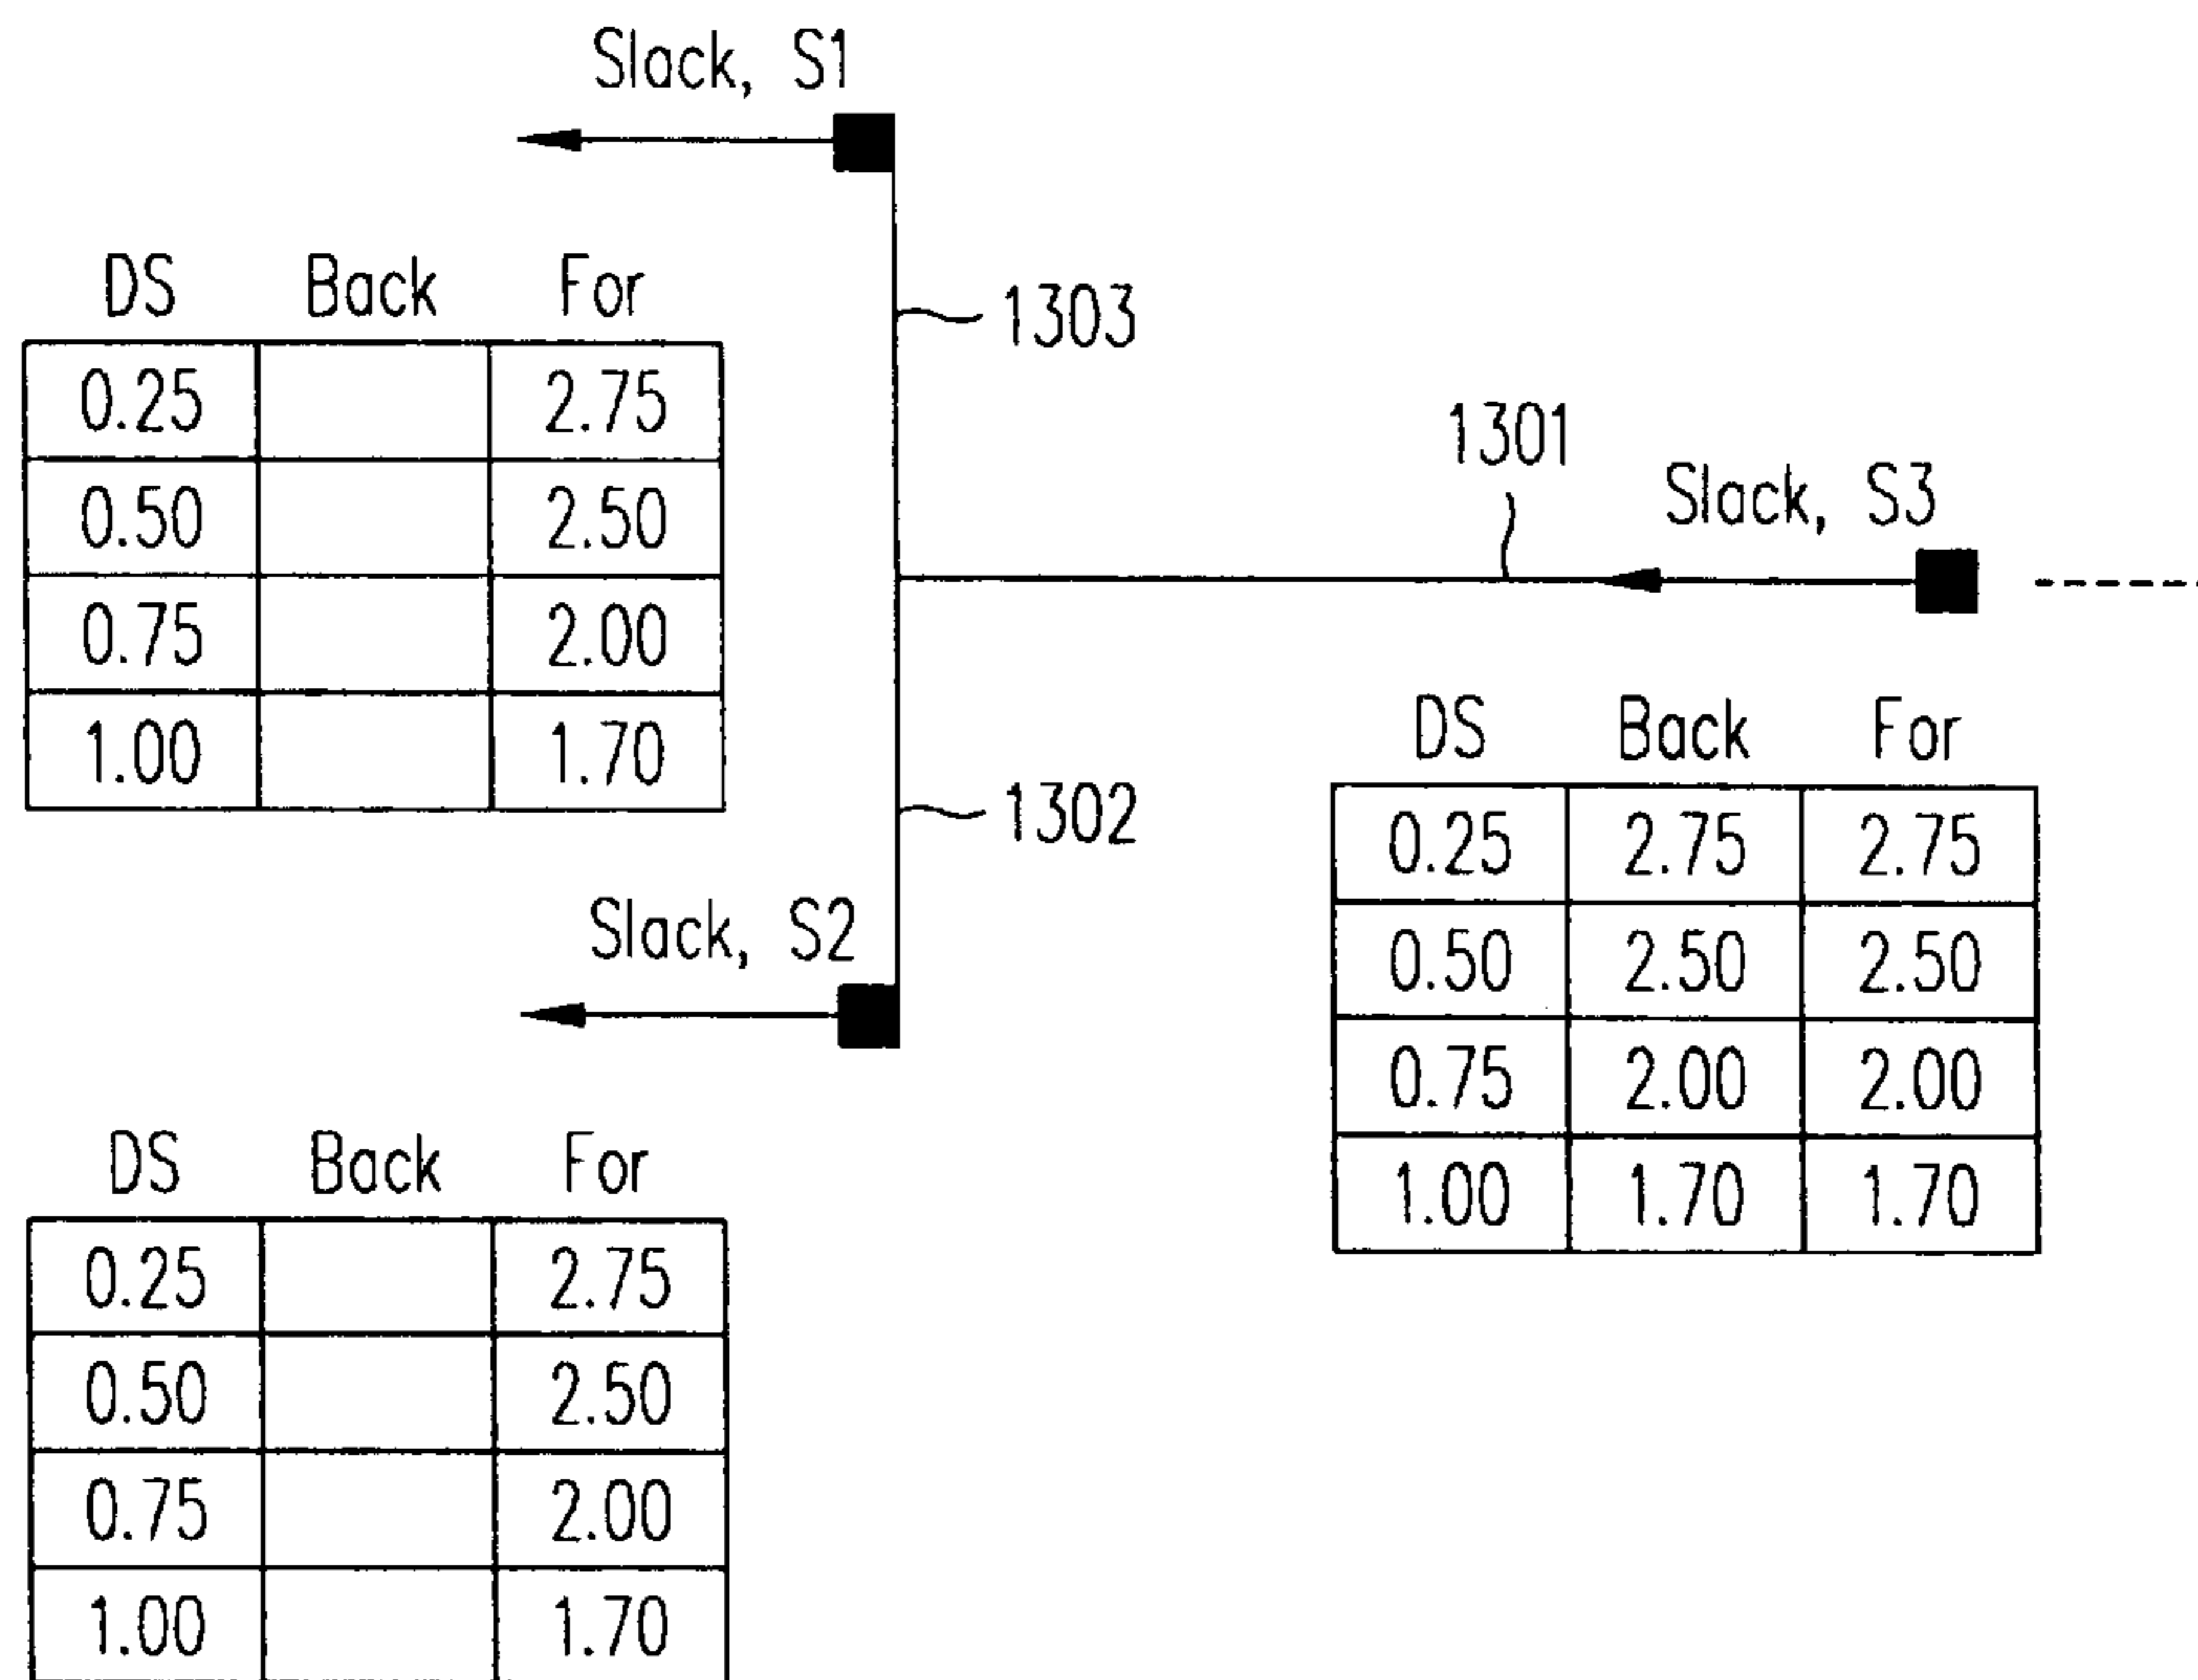 Slack, S1
DS Back For
0.25 2.75
0.50 2.50
0.75 2.00
1.00 1.70
1303
1301
Slack, S3
1302
DS Back For
0.25 2.75 2.75
0.50 2.50 2.50
0.75 2.00 2.00
1.00 1.70 1.70
Slack, S2
DS Back For
0.25 2.75
0.50 2.50
0.75 2.00
1.00 1.70